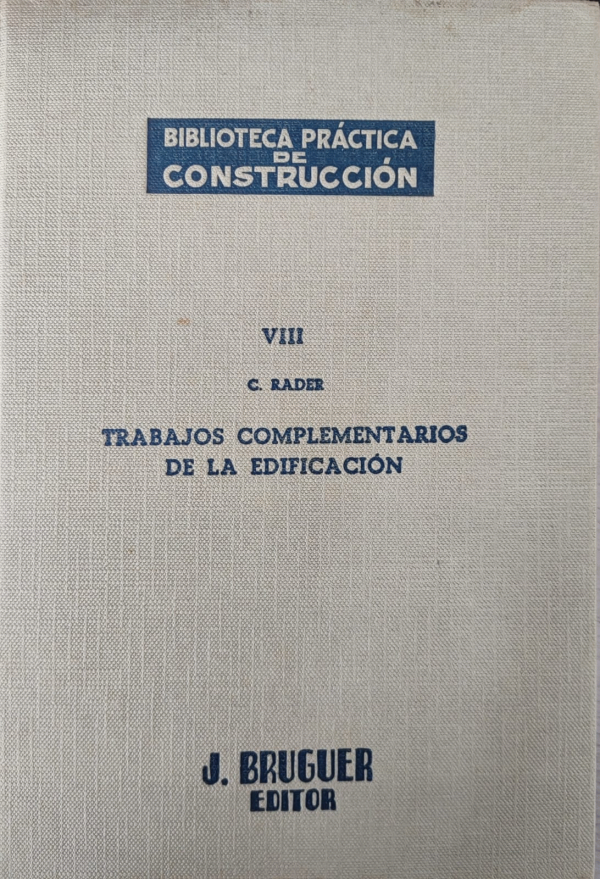 BIBLIOTECA PRÁCTICA
DE
CONSTRUCCIÓN
VIII
C. RADER
TRABAJOS COMPLEMENTARIOS
DE LA EDIFICACIÓN
J. BRUGUER
EDITOR